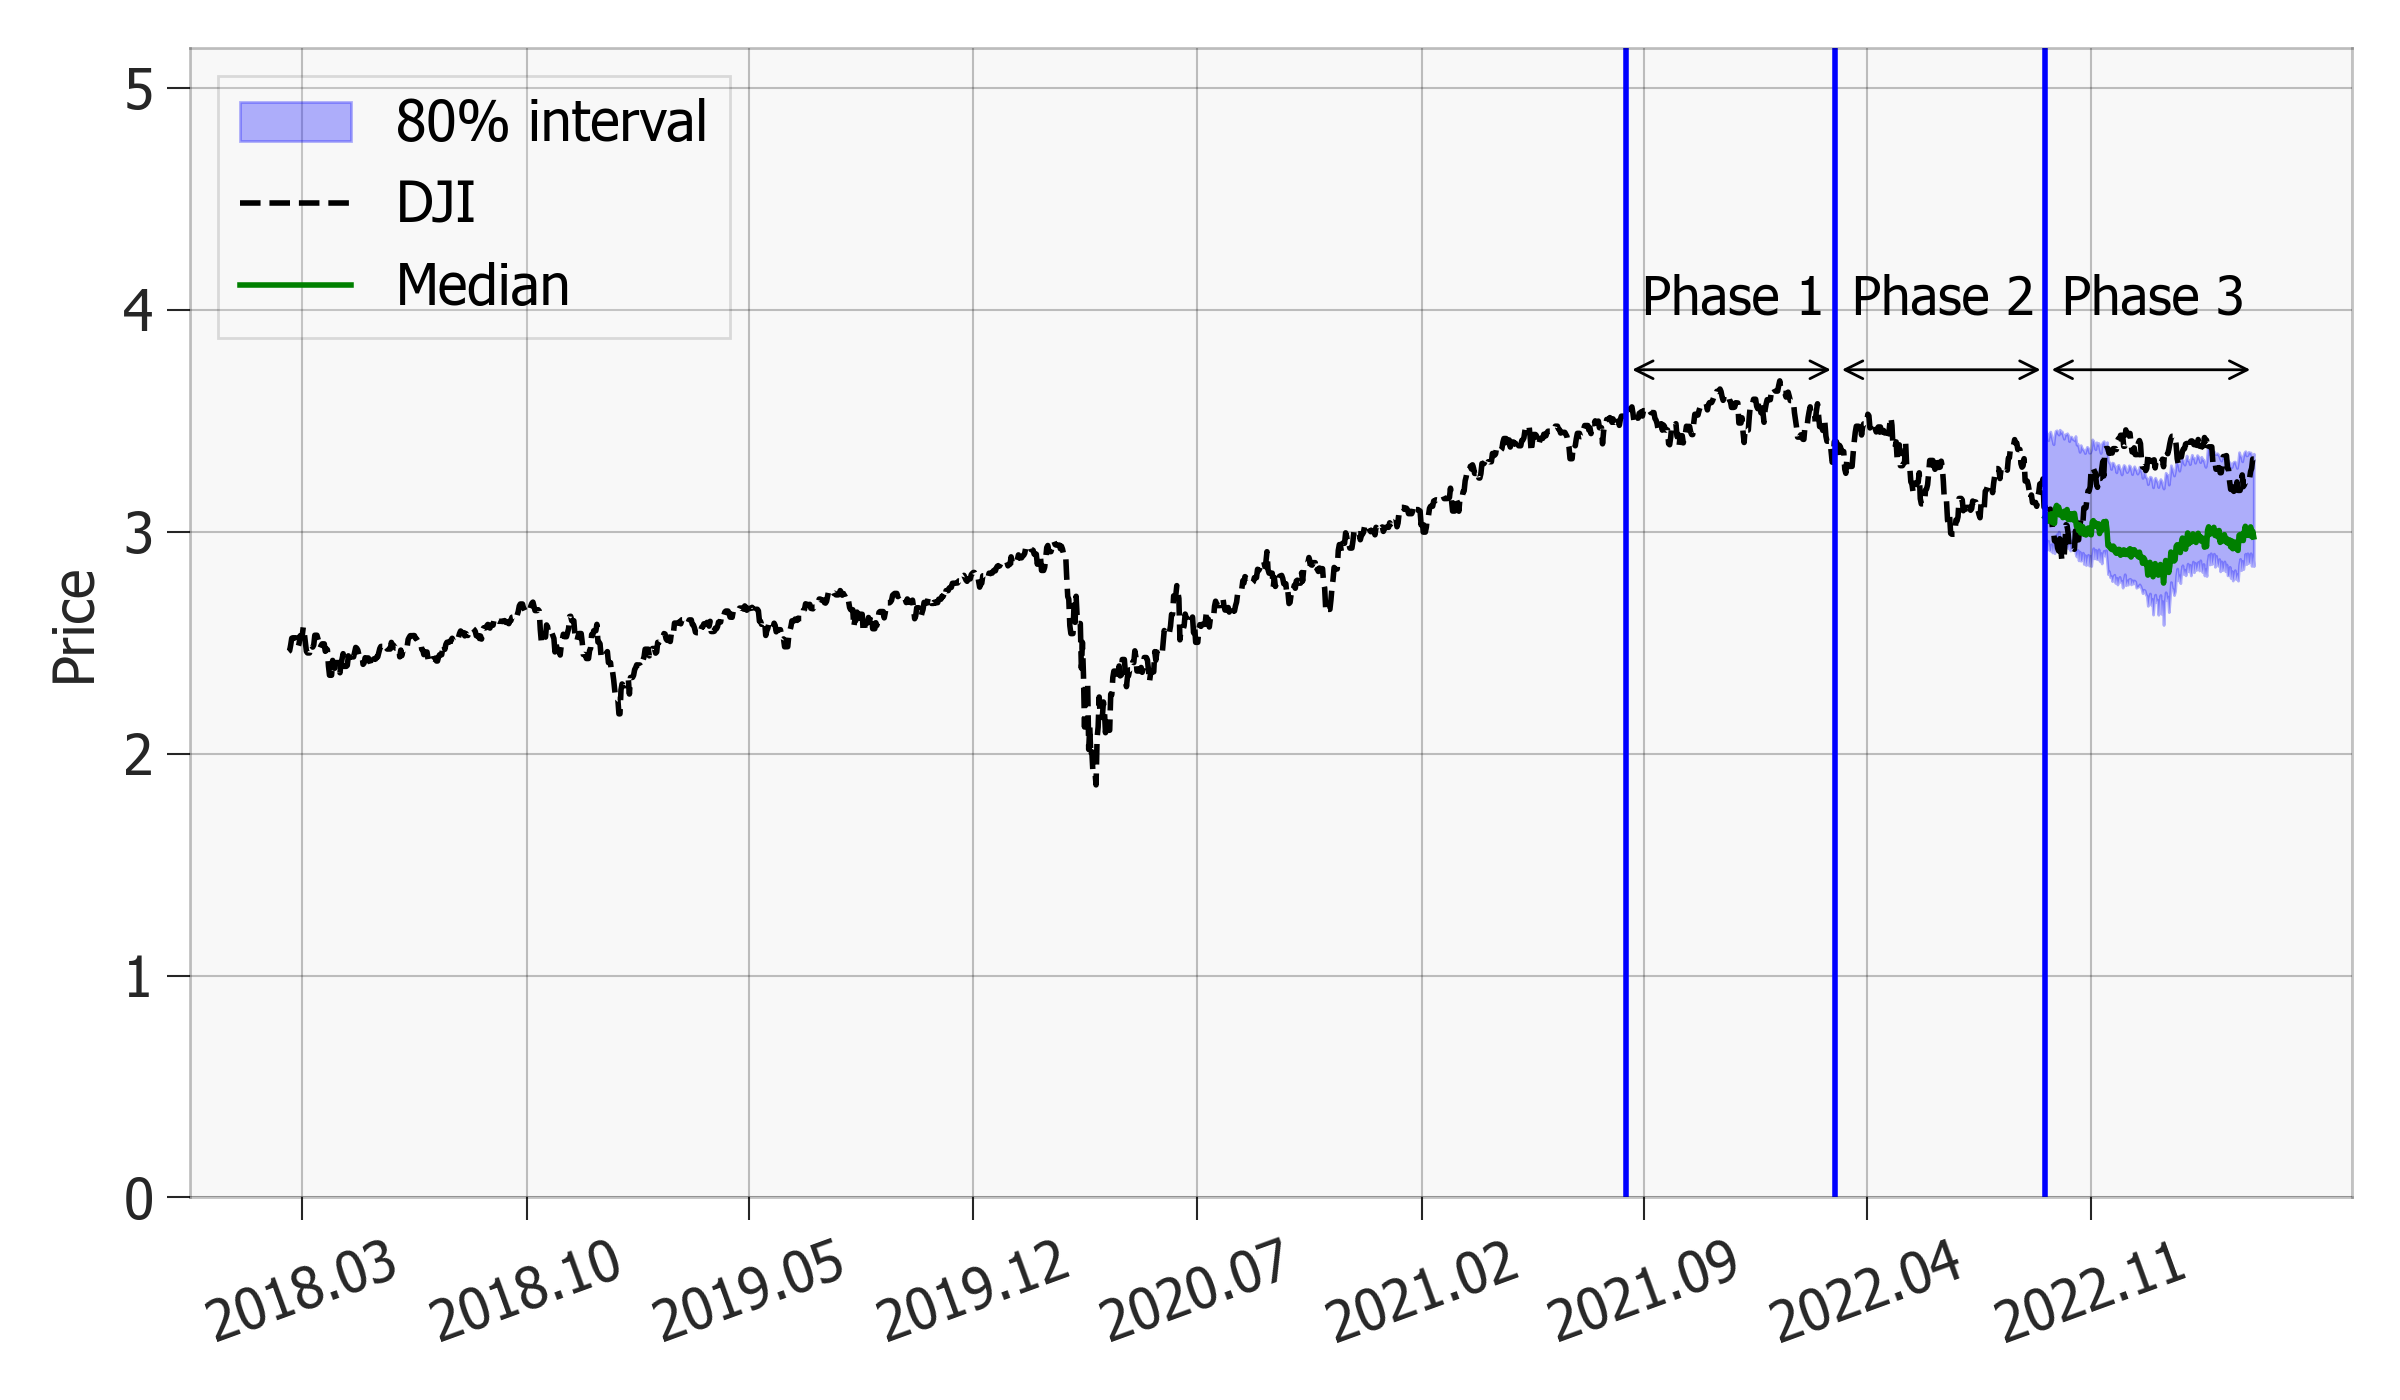 80% interval
DJI
Median
Phase 1
Phase 2
Phase 3
Price
5
4
3
2
1
0
2018.03
2018.10
2019.05
2019.12
2020.07
2021.02
2021.09
2022.04
2022.11